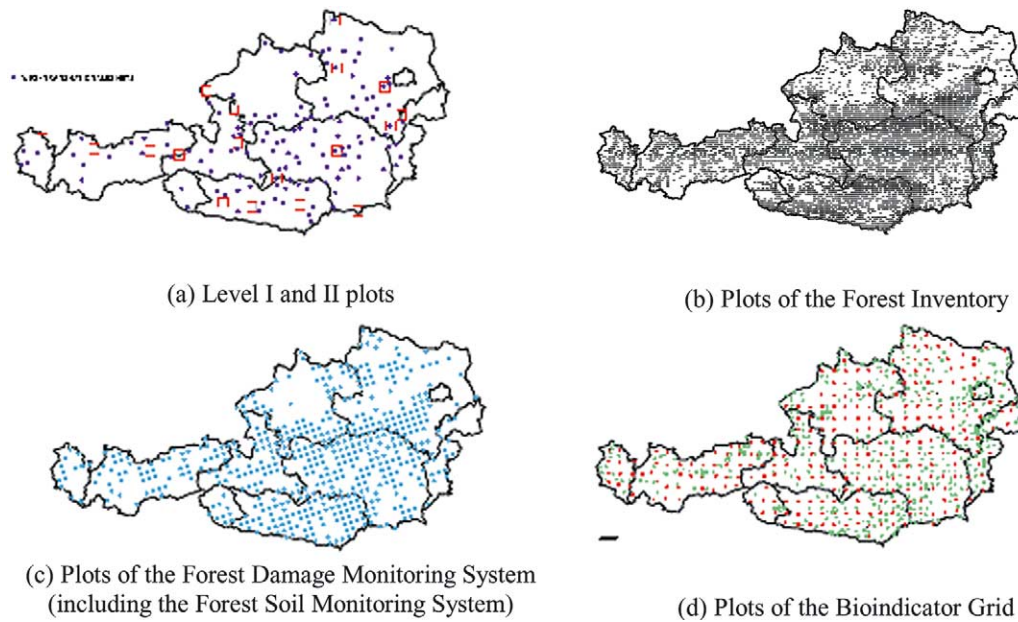 (a) Level I and II plots
(b) Plots of the Forest Inventory
(c) Plots of the Forest Damage Monitoring System
(including the Forest Soil Monitoring System)
(d) Plots of the Bioindicator Grid